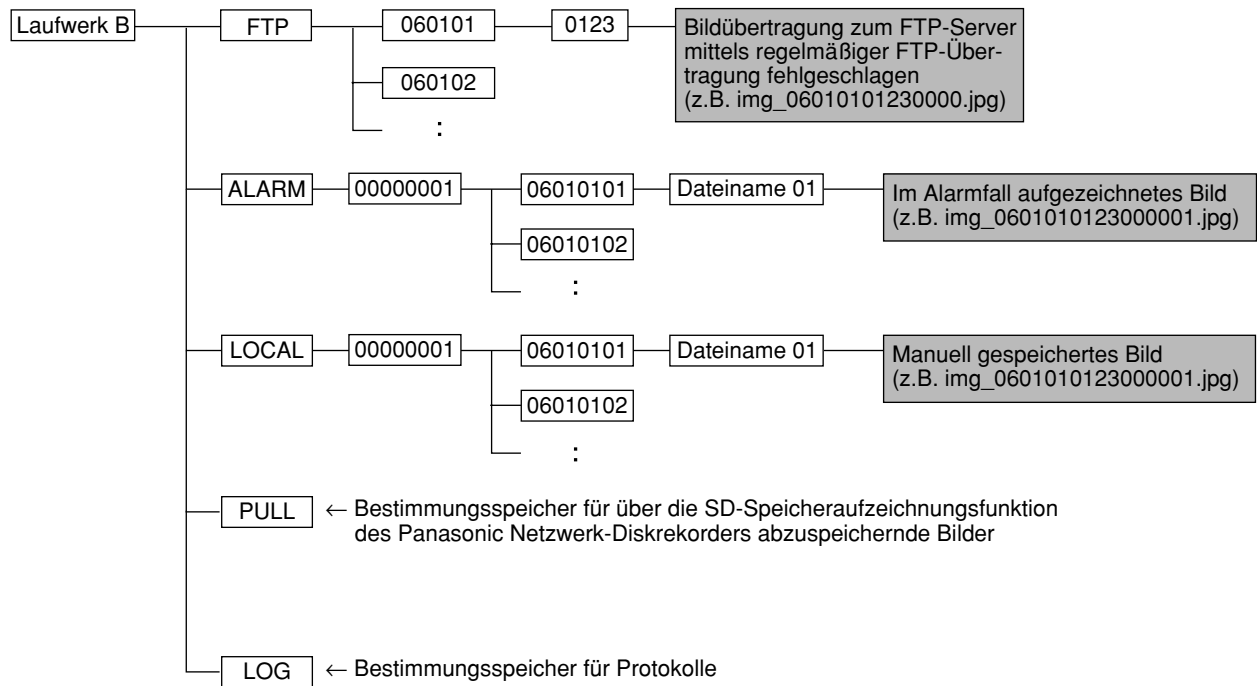 Laufwerk B FTP 060101 0123 Bildübertragung zum FTP-Server
mittels regelmäßiger FTP-Über-
tragung fehlgeschlagen
(z.B. img_06010101230000.jpg)
060102
:
ALARM 00000001 06010101 Dateiname 01 Im Alarmfall aufgezeichnetes Bild
(z.B. img_0601010123000001.jpg)
06010102
:
LOCAL 00000001 06010101 Dateiname 01 Manuell gespeichertes Bild
(z.B. img_0601010123000001.jpg)
06010102
:
PULL ← Bestimmungsspeicher für über die SD-Speicheraufzeichnungsfunktion
des Panasonic Netzwerk-Diskrekorders abzuspeichernde Bilder
LOG ← Bestimmungsspeicher für Protokolle